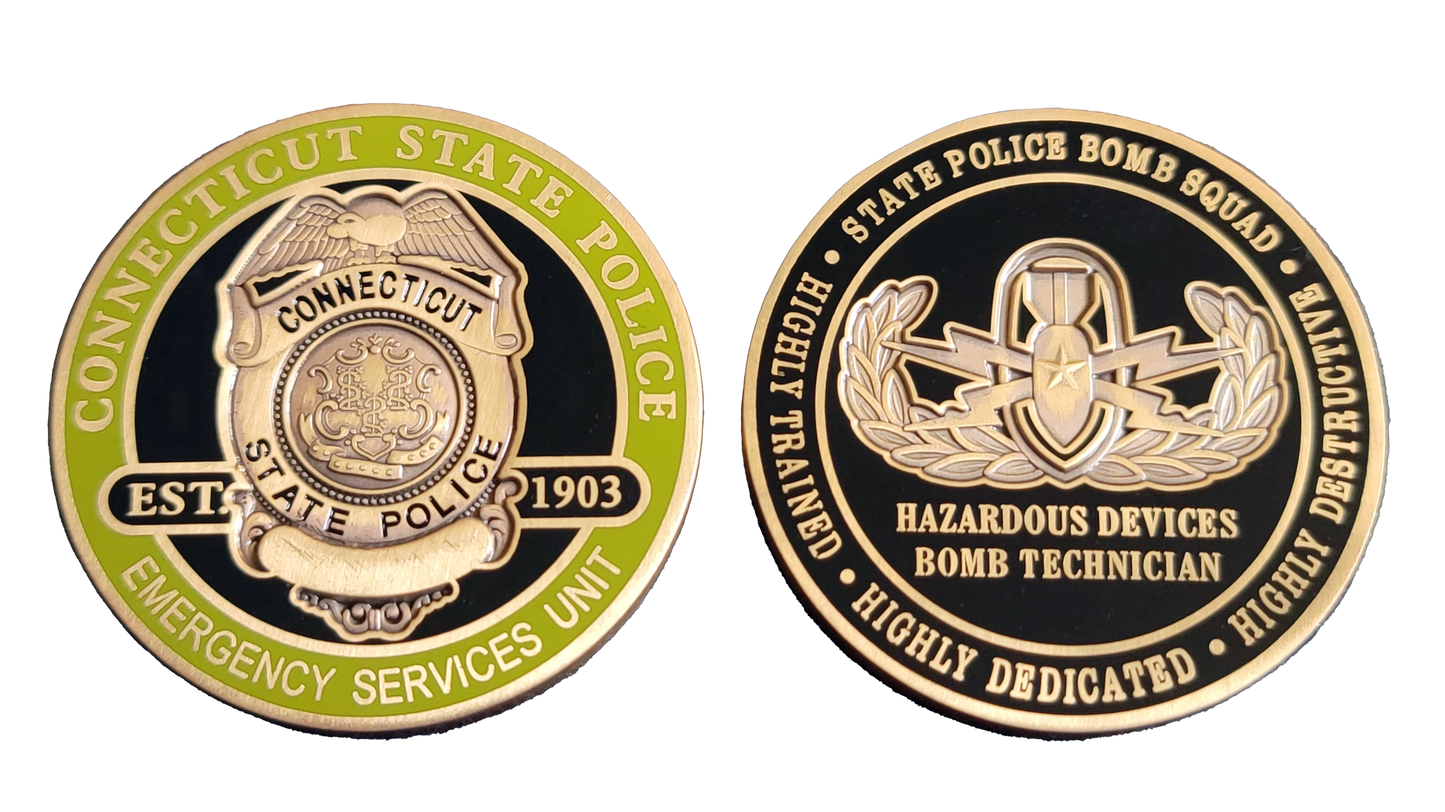 CONNECTICUT STATE POLICE
CONNECTICUT
STATE POLICE
EST. 1903
EMERGENCY SERVICES UNIT
STATE POLICE BOMB SQUAD •
HIGHLY DESTRUCTIVE •
HIGHLY DEDICATED •
HIGHLY TRAINED •
HAZARDOUS DEVICES
BOMB TECHNICIAN